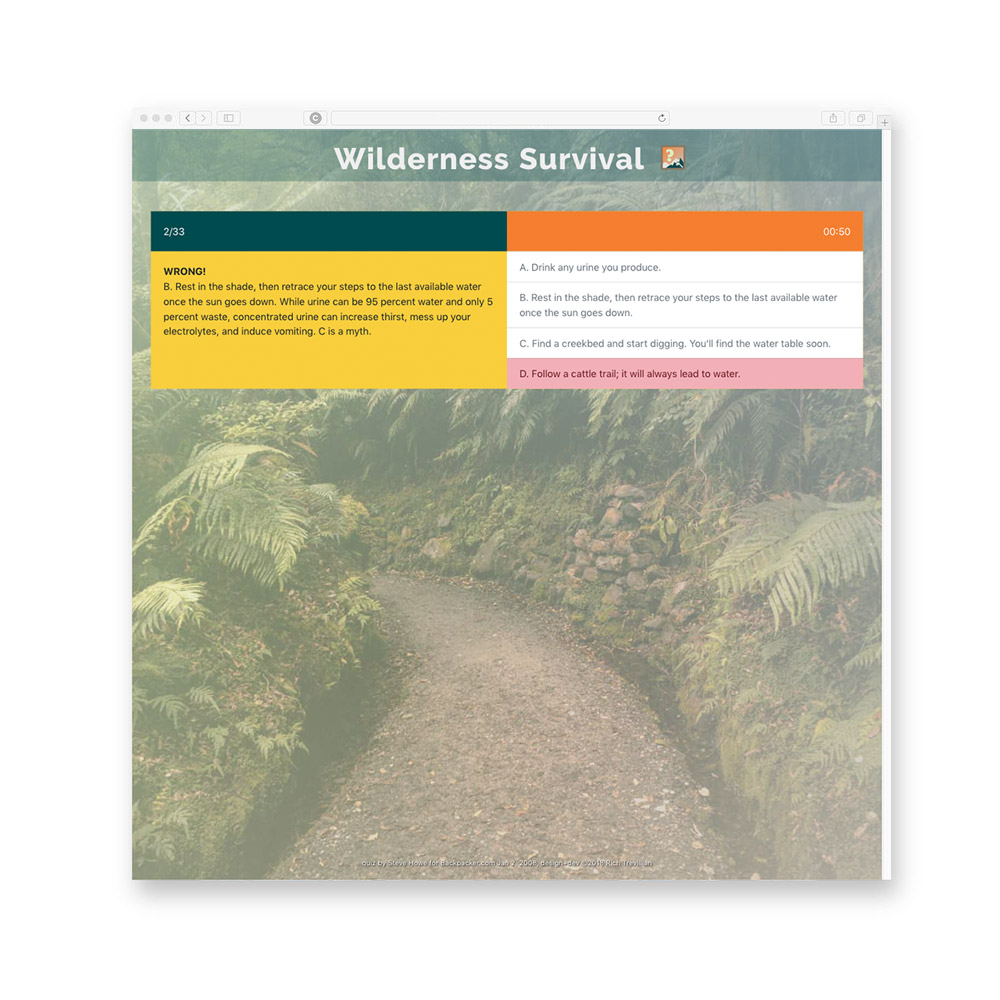 Wilderness Survival
2/33
00:50
WRONG!
B. Rest in the shade, then retrace your steps to the last available water
once the sun goes down. While urine can be 95 percent water and only 5
percent waste, concentrated urine can increase thirst, mess up your
electrolytes, and induce vomiting. C is a myth.
A. Drink any urine you produce.
B. Rest in the shade, then retrace your steps to the last available water
once the sun goes down.
C. Find a creekbed and start digging. You'll find the water table soon.
D. Follow a cattle trail; it will always lead to water.
quiz by Steve Howe for Backpacker.com Jan 2, 2008, design+dev Rich